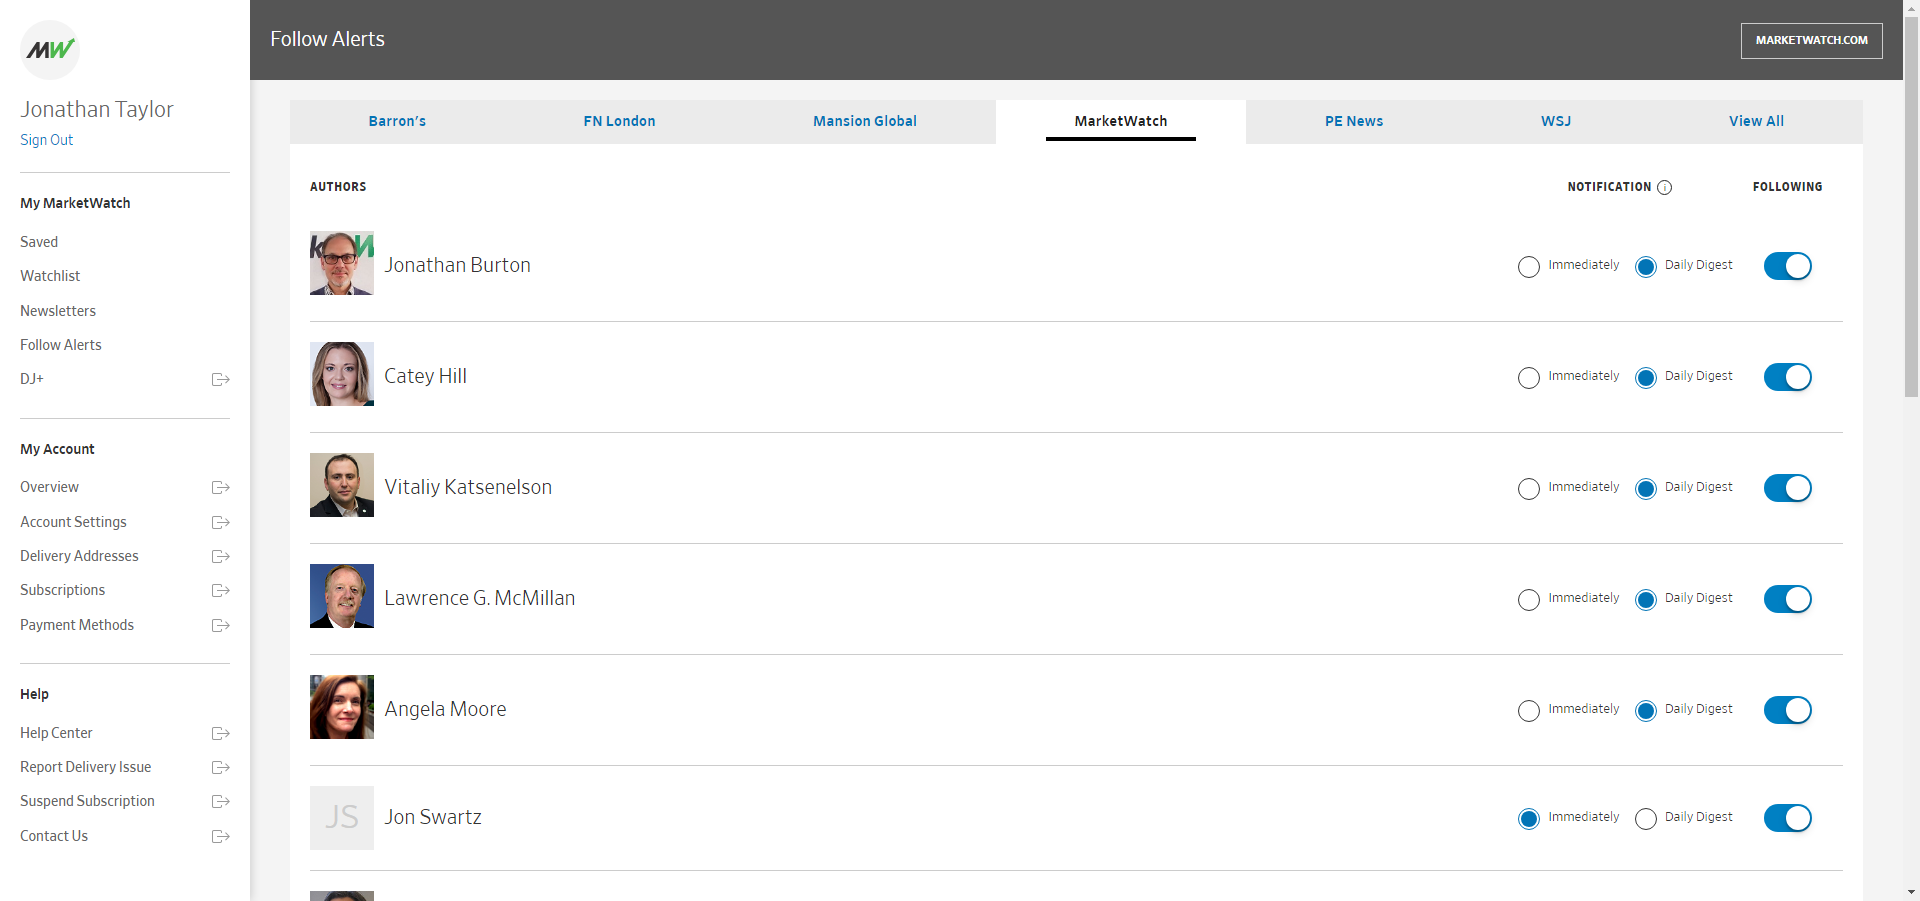 MW
Jonathan Taylor
Sign Out
My MarketWatch
Saved
Watchlist
Newsletters
Follow Alerts
DJ+
My Account
Overview
Account Settings
Delivery Addresses
Subscriptions
Payment Methods
Help
Help Center
Report Delivery Issue
Suspend Subscription
Contact Us
Follow Alerts
MARKETWATCH.COM
Barron's FN London Mansion Global MarketWatch PE News WSJ View All
AUTHORS NOTIFICATION i FOLLOWING
Jonathan Burton Immediately Daily Digest
Catey Hill Immediately Daily Digest
Vitaliy Katsenelson Immediately Daily Digest
Lawrence G. McMillan Immediately Daily Digest
Angela Moore Immediately Daily Digest
JS Jon Swartz Immediately Daily Digest